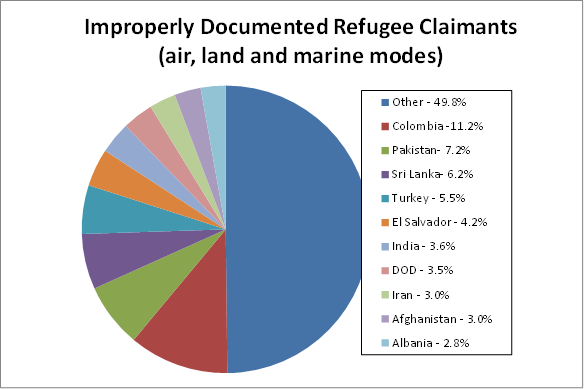 Improperly Documented Refugee Claimants
(air, land and marine modes)
Other - 49.8%
Colombia -11.2%
Pakistan- 7.2%
Sri Lanka- 6.2%
Turkey - 5.5%
El Salvador - 4.2%
India - 3.6%
DOD - 3.5%
Iran - 3.0%
Afghanistan - 3.0%
Albania - 2.8%